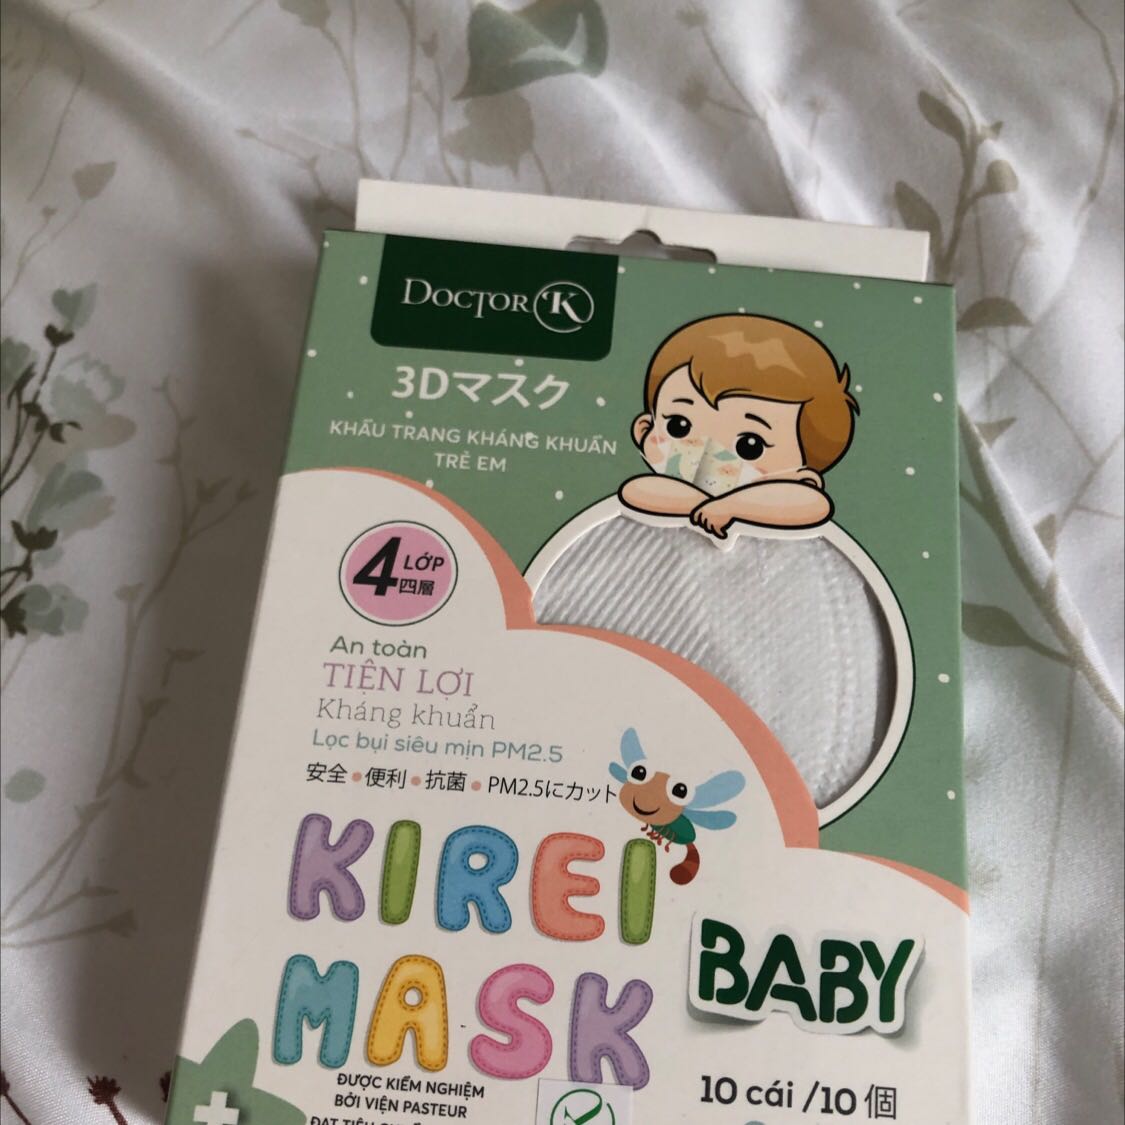 DOCTOR K
3Dマスク
KHẨU TRANG KHÁNG KHUẨN
TRẺ EM
4 LỚP
四層
An toàn
TIỆN LỢI
Kháng khuẩn
Lọc bụi siêu mịn PM2.5
安全 • 便利 • 抗菌 • PM2.5にカット
KIREI
MASK
BABY
ĐƯỢC KIỂM NGHIỆM
BỞI VIỆN PASTEUR
10 cái /10 個